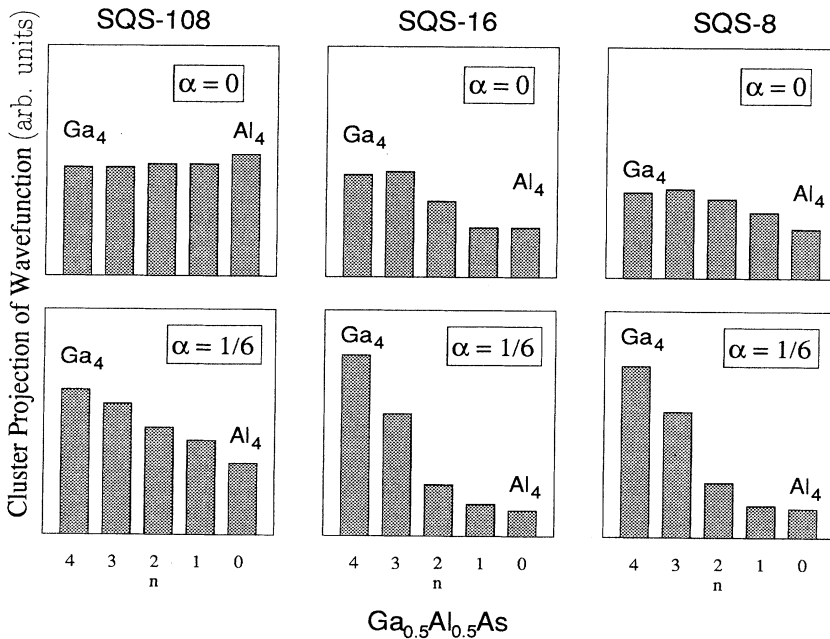 SQS-108
SQS-16
SQS-8
Cluster Projection of Wavefunction (arb. units)
α = 0
Ga4
Al4
α = 0
Ga4
Al4
α = 0
Ga4
Al4
α = 1/6
Ga4
Al4
α = 1/6
Ga4
Al4
α = 1/6
Ga4
Al4
4 3 2 1 0
n
4 3 2 1 0
n
4 3 2 1 0
n
Ga0.5Al0.5As